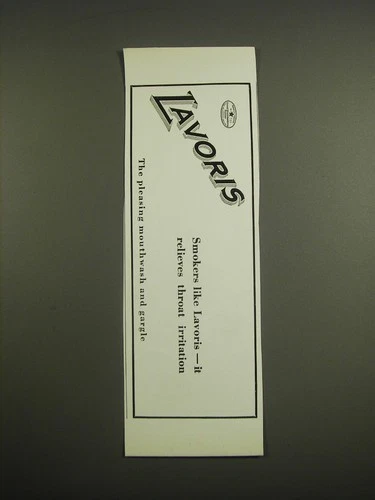 LAVORIS
Smokers like Lavoris — it
relieves throat irritation
The pleasing mouthwash and gargle